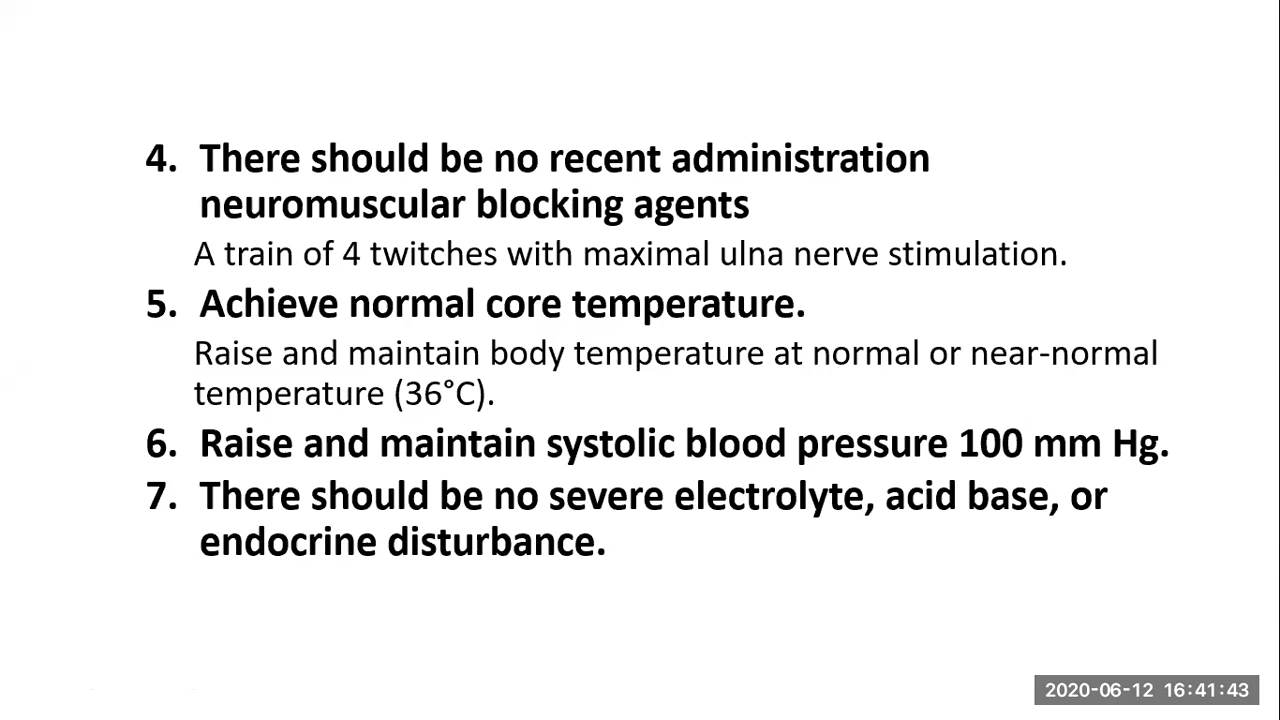 4. There should be no recent administration
neuromuscular blocking agents
A train of 4 twitches with maximal ulna nerve stimulation.
5. Achieve normal core temperature.
Raise and maintain body temperature at normal or near-normal
temperature (36°C).
6. Raise and maintain systolic blood pressure 100 mm Hg.
7. There should be no severe electrolyte, acid base, or
endocrine disturbance.
2020-06-12 16:41:43